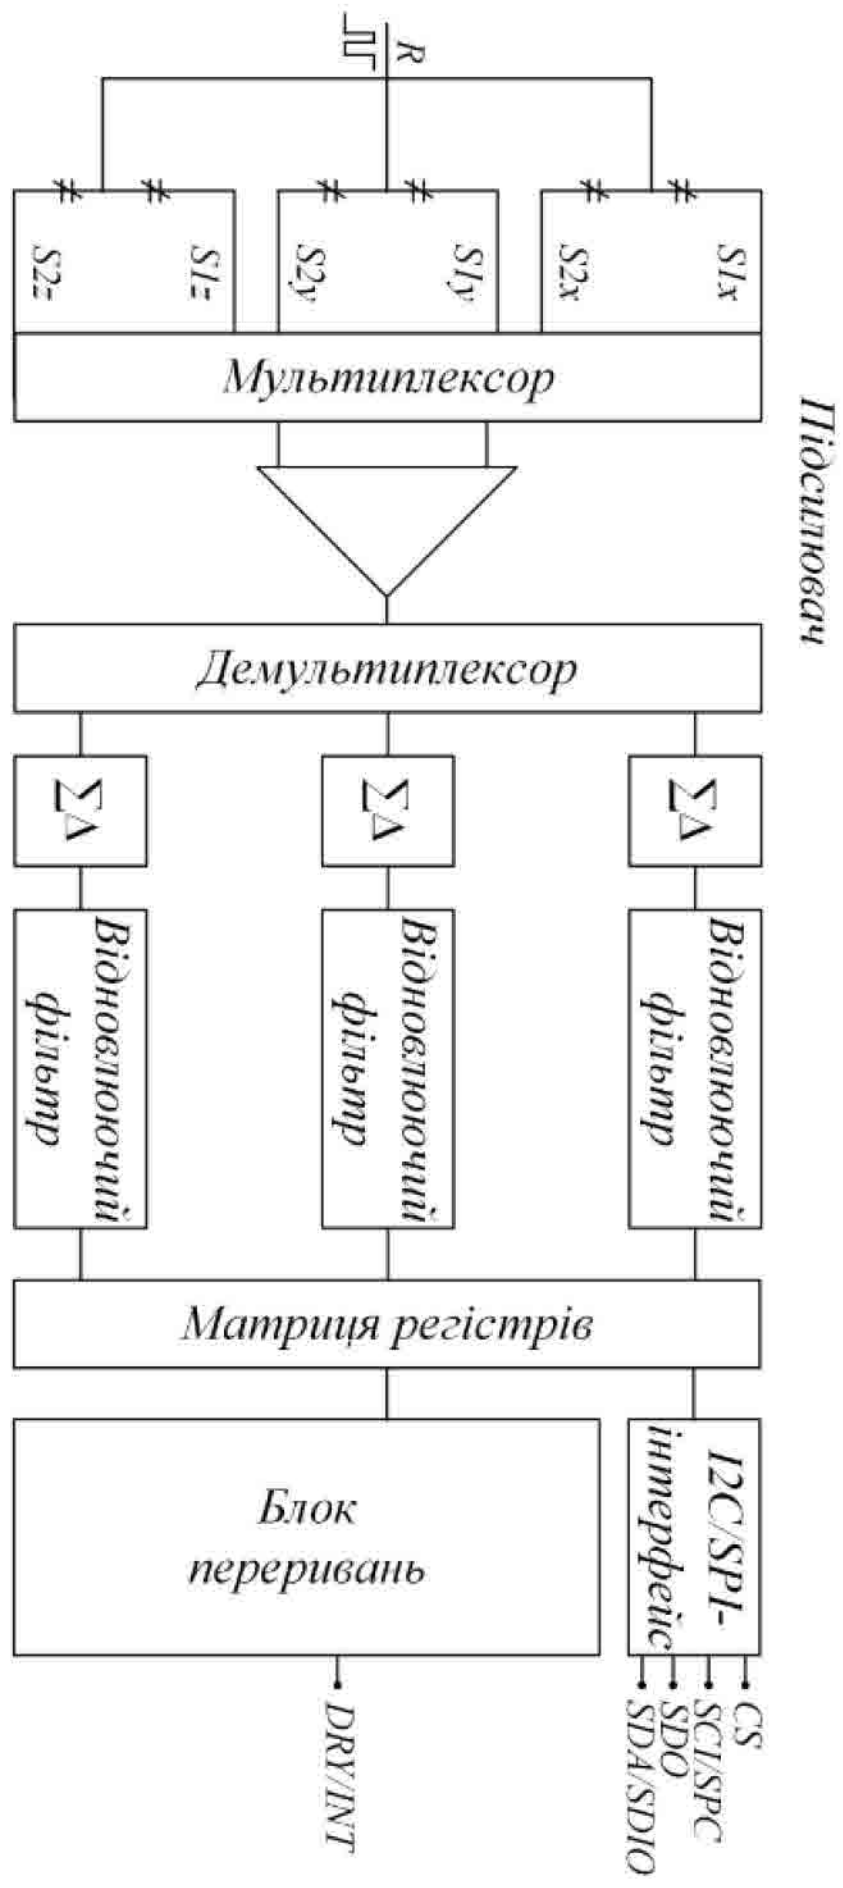 R
S2z
S1z
S2y
S1y
S2x
S1x
Мультиплексор
Підсилювач
Демультиплексор
ΣΔ
ΣΔ
ΣΔ
Відновлюючий
фільтр
Відновлюючий
фільтр
Відновлюючий
фільтр
Матриця регістрів
Блок
переривань
I2C/SPI-
інтерфейс
CS
SCI/SPC
SDO
SDA/SDIO
DRY/INT